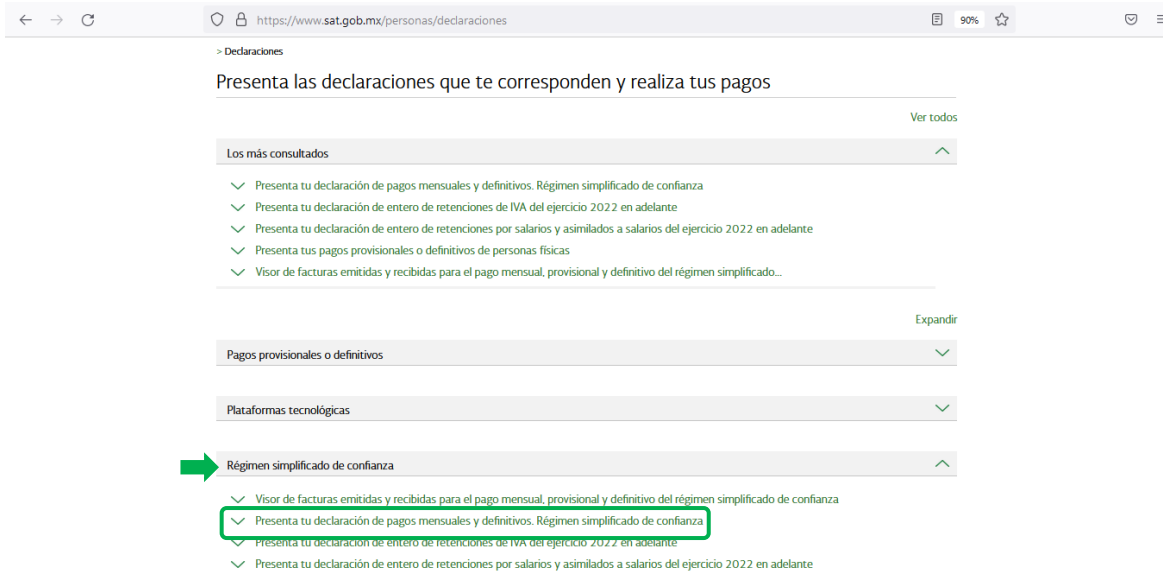 https://www.sat.gob.mx/personas/declaraciones
90%
> Declaraciones
Presenta las declaraciones que te corresponden y realiza tus pagos
Ver todos
Los más consultados
Presenta tu declaración de pagos mensuales y definitivos. Régimen simplificado de confianza
Presenta tu declaración de entero de retenciones de IVA del ejercicio 2022 en adelante
Presenta tu declaración de entero de retenciones por salarios y asimilados a salarios del ejercicio 2022 en adelante
Presenta tus pagos provisionales o definitivos de personas físicas
Visor de facturas emitidas y recibidas para el pago mensual, provisional y definitivo del régimen simplificado...
Expandir
Pagos provisionales o definitivos
Plataformas tecnológicas
Régimen simplificado de confianza
Visor de facturas emitidas y recibidas para el pago mensual, provisional y definitivo del régimen simplificado de confianza
Presenta tu declaración de pagos mensuales y definitivos. Régimen simplificado de confianza
Presenta tu declaración de entero de retenciones de IVA del ejercicio 2022 en adelante
Presenta tu declaración de entero de retenciones por salarios y asimilados a salarios del ejercicio 2022 en adelante